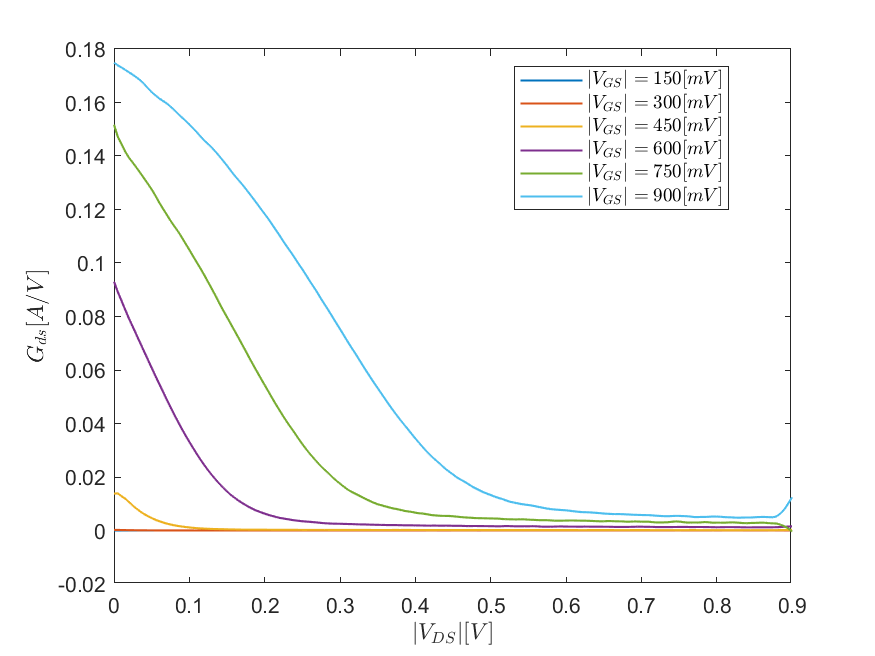 0.18
0.16
0.14
0.12
0.1
0.08
0.06
0.04
0.02
0
-0.02
G_{ds}[A/V]
|V_{GS}| = 150[mV]
|V_{GS}| = 300[mV]
|V_{GS}| = 450[mV]
|V_{GS}| = 600[mV]
|V_{GS}| = 750[mV]
|V_{GS}| = 900[mV]
0 0.1 0.2 0.3 0.4 0.5 0.6 0.7 0.8 0.9
|V_{DS}|[V]